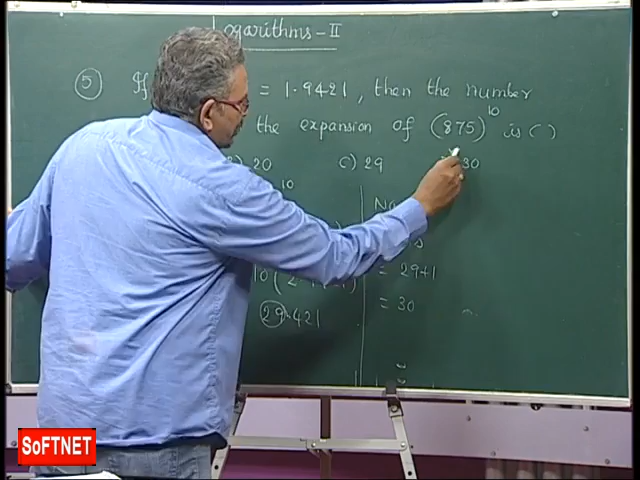 Logarithms-II
⑤ If = 1.9421, then the number
the expansion of (875)¹⁰ is ( )
20 c) 29 30
10
= 29+1
10(2.
= 30
29.421
SoFTNET